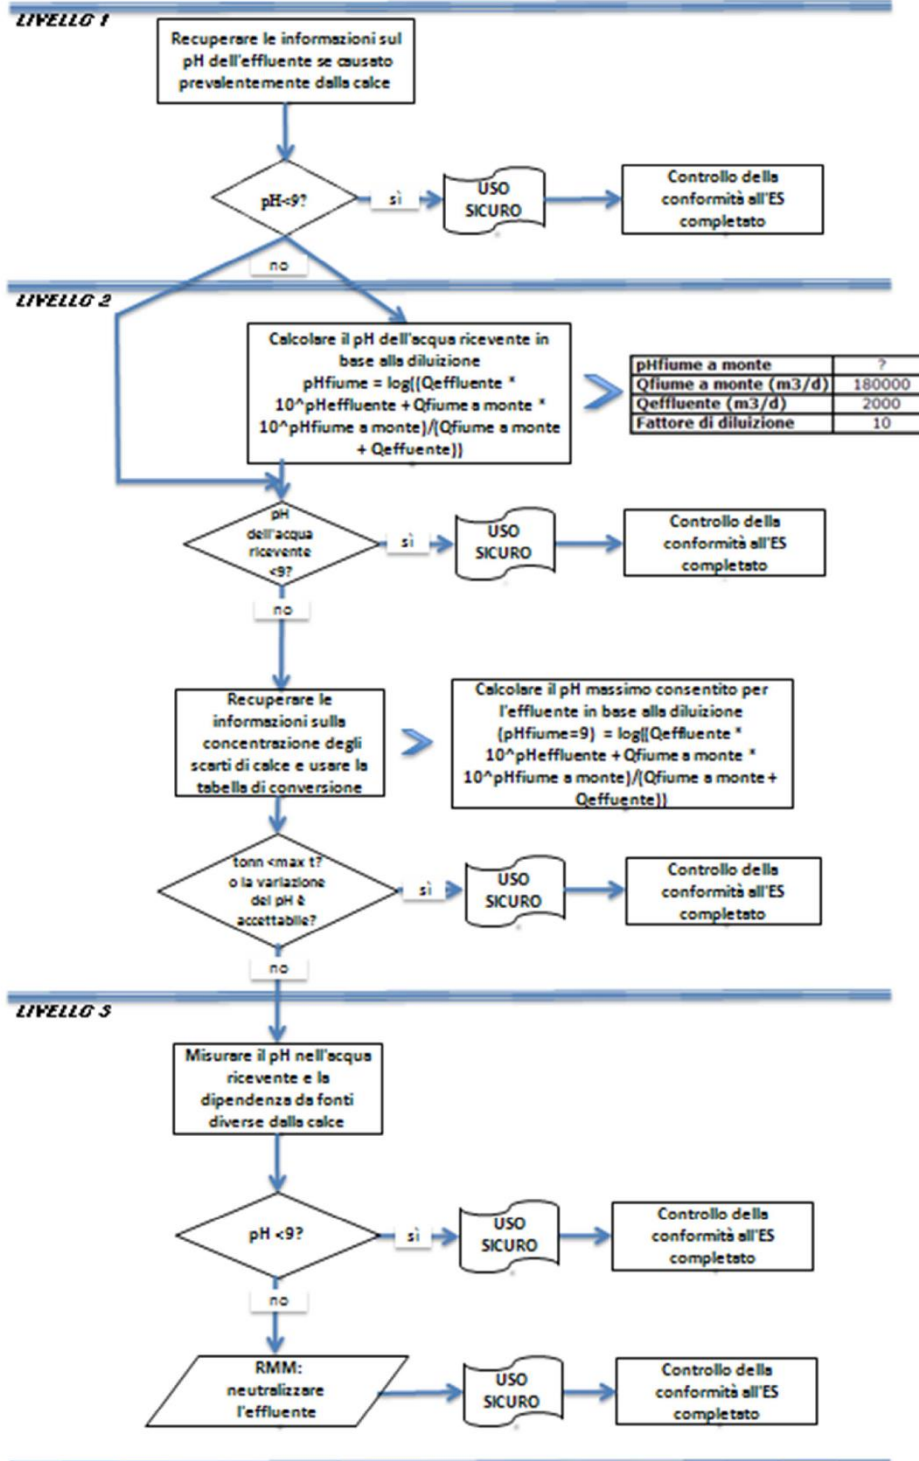 LIVELLO 1
Recuperare le informazioni sul
pH dell'effluente se causato
prevalentemente dalla calce
pH<9?
sì
USO
SICURO
Controllo della
conformità all'ES
completato
no
LIVELLO 2
Calcolare il pH dell'acqua ricevente in
base alla diluizione
pHfiume = log((Qeffluente *
10^pHeffluente + Qfiume a monte *
10^pHfiume a monte)/(Qfiume a monte
+ Qeffuente))
pHfiume a monte ?
Qfiume a monte (m3/d) 180000
Qeffluente (m3/d) 2000
Fattore di diluizione 10
pH
dell'acqua
ricevente
<9?
sì
USO
SICURO
Controllo della
conformità all'ES
completato
no
Recuperare le
informazioni sulla
concentrazione degli
scarti di calce e usare la
tabella di conversione
Calcolare il pH massimo consentito per
l'effluente in base alla diluizione
(pHfiume=9) = log((Qeffluente *
10^pHeffluente + Qfiume a monte *
10^pHfiume a monte)/(Qfiume a monte +
Qeffuente))
tonn <max t?
o la variazione
del pH è
accettabile?
sì
USO
SICURO
Controllo della
conformità all'ES
completato
no
LIVELLO 3
Misurare il pH nell'acqua
ricevente e la
dipendenza da fonti
diverse dalla calce
pH <9?
sì
USO
SICURO
Controllo della
conformità all'ES
completato
no
RMM:
neutralizzare
l'effluente
USO
SICURO
Controllo della
conformità all'ES
completato